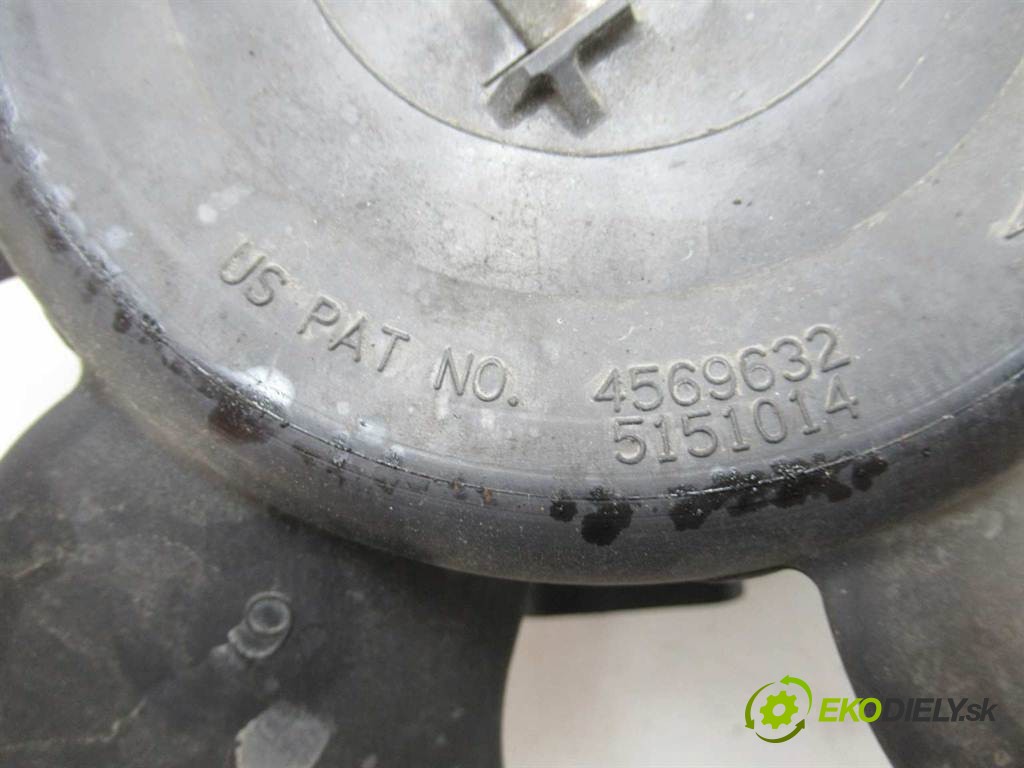 US PAT NO. 4569632
5151014
EKODIELY.sk